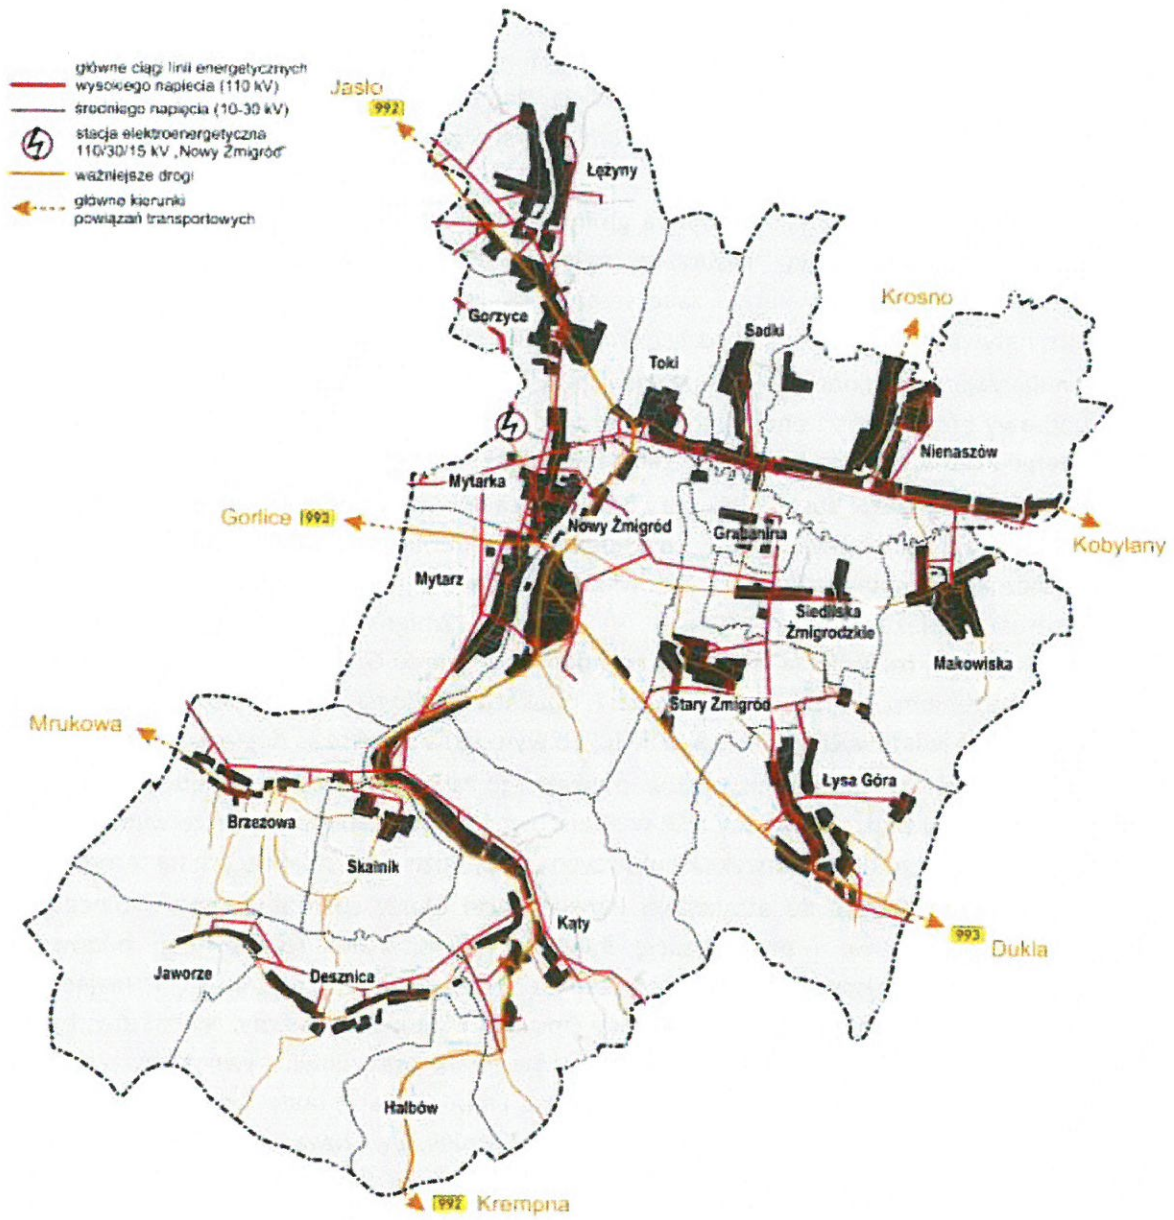 główne ciągi linii energetycznych
wysokiego napięcia (110 kV)
średniego napięcia (10-30 kV)
stacja elektroenergetyczna
110/30/15 kV „Nowy Żmigród"
ważniejsze drogi
główne kierunki
powiązań transportowych
Jasło
992
Łężyny
Gorzyce
Krosno
Sadki
Toki
Nienaszów
Mytarka
Gorlice 993
Nowy Żmigród
Grabanina
Kobylany
Mytarz
Siedliska
Żmigrodzkie
Makowiska
Stary Żmigród
Mrukowa
Łysa Góra
Brzezowa
Skalnik
Kąty
993 Dukla
Jaworze
Desznica
Halbów
992 Krempna